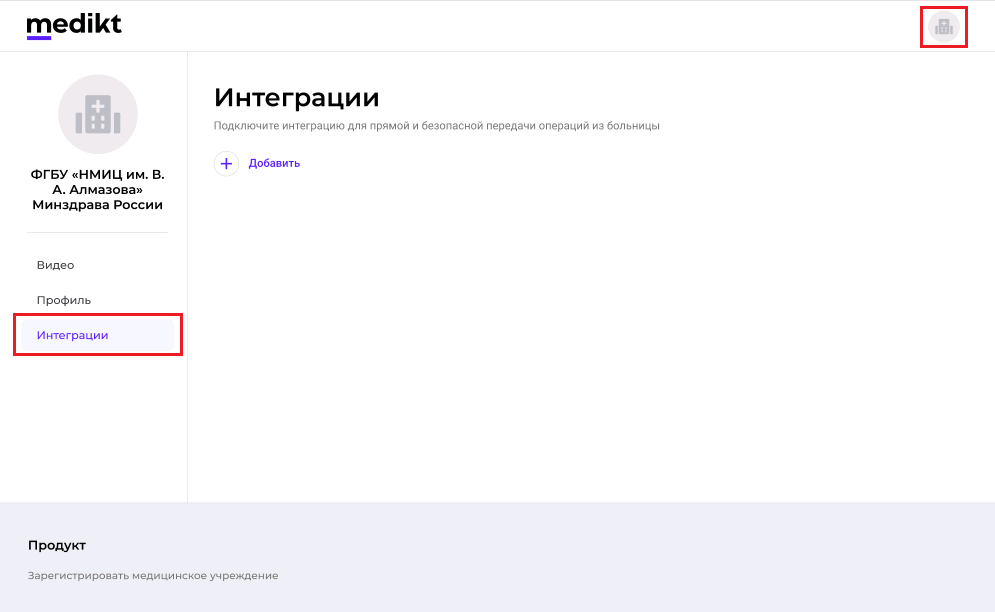 medikt
ФГБУ «НМИЦ им. В.
А. Алмазова»
Минздрава России
Видео
Профиль
Интеграции
Интеграции
Подключите интеграцию для прямой и безопасной передачи операций из больницы
Добавить
Продукт
Зарегистрировать медицинское учреждение